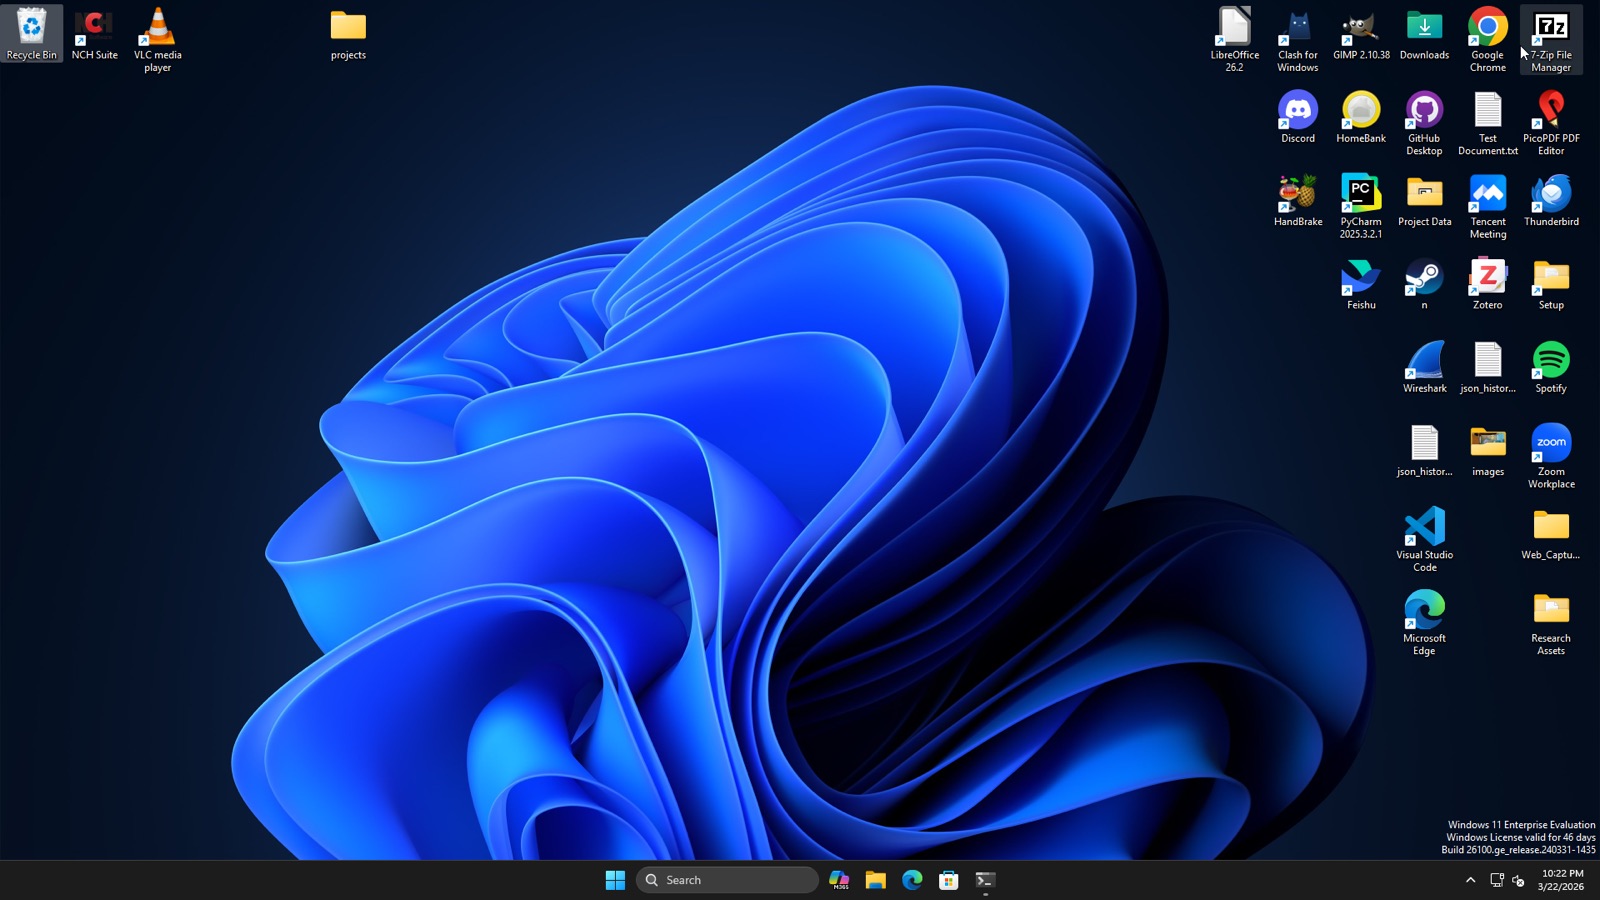 Recycle Bin
NCH Suite
VLC media
player
projects
LibreOffice
26.2
Clash for
Windows
GIMP 2.10.38
Downloads
Google
Chrome
7-Zip File
Manager
Discord
HomeBank
GitHub
Desktop
Test
Document.txt
PicoPDF PDF
Editor
HandBrake
PyCharm
2025.3.2.1
Project Data
Tencent
Meeting
Thunderbird
Feishu
n
Zotero
Setup
Wireshark
json_histor...
Spotify
json_histor...
images
zoom
Zoom
Workplace
Visual Studio
Code
Web_Captu...
Microsoft
Edge
Research
Assets
Windows 11 Enterprise Evaluation
Windows License valid for 46 days
Build 26100.ge_release.240331-1435
Search
M365
10:22 PM
3/22/2026